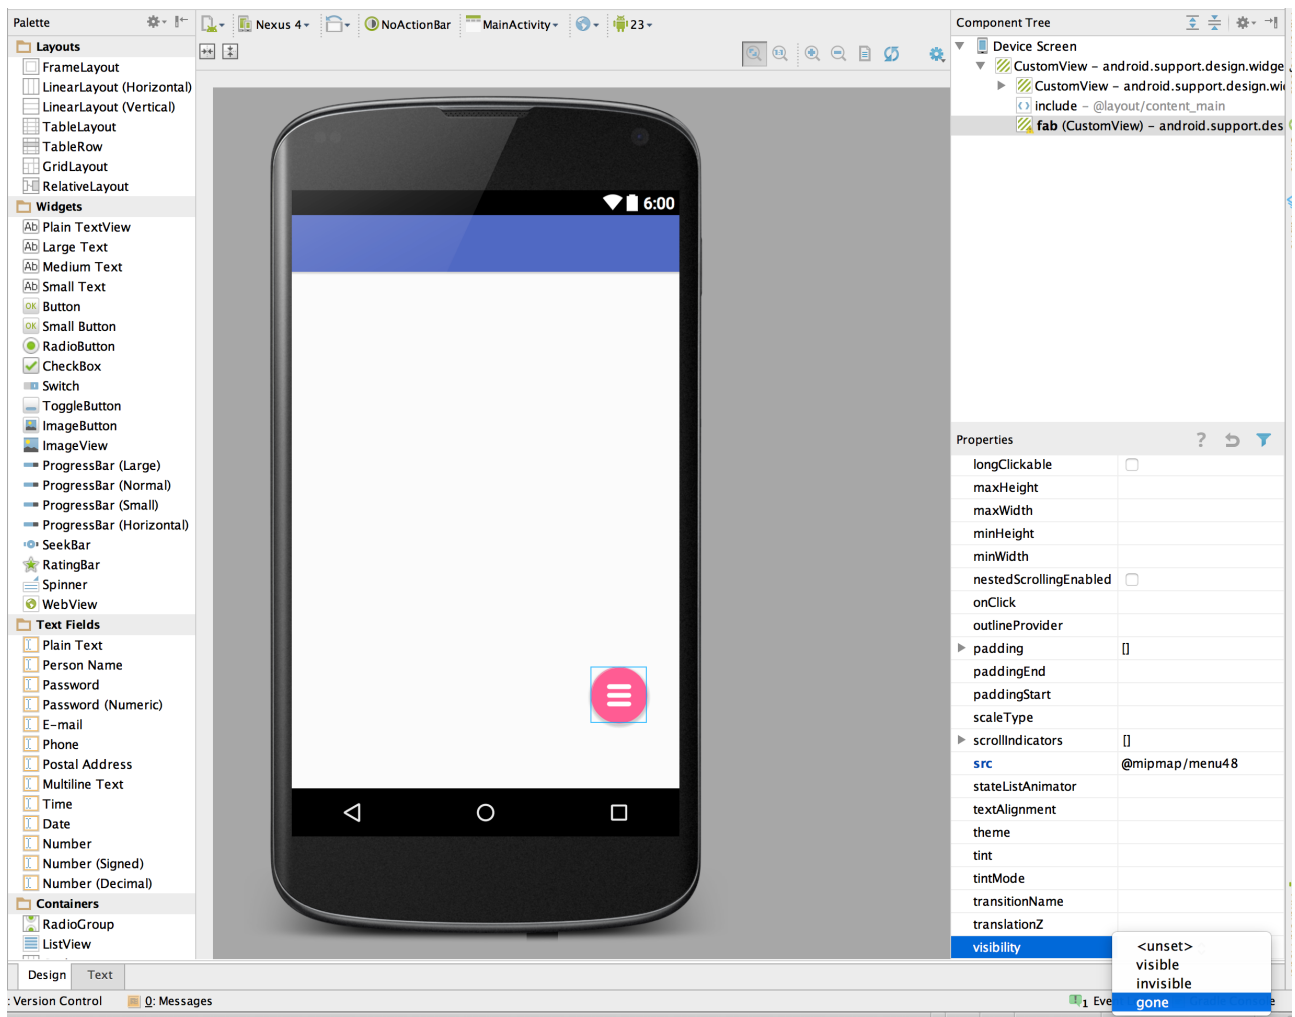 Palette
Nexus 4
NoActionBar
MainActivity
23
Component Tree
Layouts
FrameLayout
LinearLayout (Horizontal)
LinearLayout (Vertical)
TableLayout
TableRow
GridLayout
RelativeLayout
Widgets
Ab Plain TextView
Ab Large Text
Ab Medium Text
Ab Small Text
OK Button
OK Small Button
RadioButton
CheckBox
Switch
ToggleButton
ImageButton
ImageView
ProgressBar (Large)
ProgressBar (Normal)
ProgressBar (Small)
ProgressBar (Horizontal)
SeekBar
RatingBar
Spinner
WebView
Text Fields
Plain Text
Person Name
Password
Password (Numeric)
E-mail
Phone
Postal Address
Multiline Text
Time
Date
Number
Number (Signed)
Number (Decimal)
Containers
RadioGroup
ListView
6:00
Device Screen
CustomView - android.support.design.widge
CustomView - android.support.design.wi
include - @layout/content_main
fab (CustomView) - android.support.des
Properties
longClickable
maxHeight
maxWidth
minHeight
minWidth
nestedScrollingEnabled
onClick
outlineProvider
padding []
paddingEnd
paddingStart
scaleType
scrollIndicators []
src @mipmap/menu48
stateListAnimator
textAlignment
theme
tint
tintMode
transitionName
translationZ
visibility
<unset>
visible
invisible
gone
Design Text
: Version Control 0: Messages
1 Eve